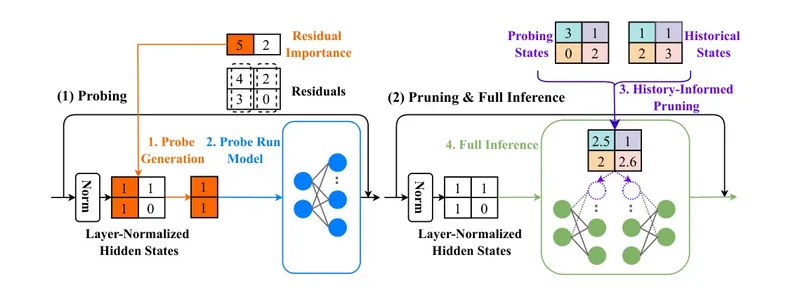 5 2
Residual
Importance
4 2
3 0
Residuals
(1) Probing
1. Probe
Generation
2. Probe Run
Model
Norm
1 1
1 0
1
1
Layer-Normalized
Hidden States
Probing
States
3 1
0 2
1 1
2 3
Historical
States
(2) Pruning & Full Inference
3. History-Informed
Pruning
4. Full Inference
2.5 1
2 2.6
Norm
1 1
1 0
Layer-Normalized
Hidden States